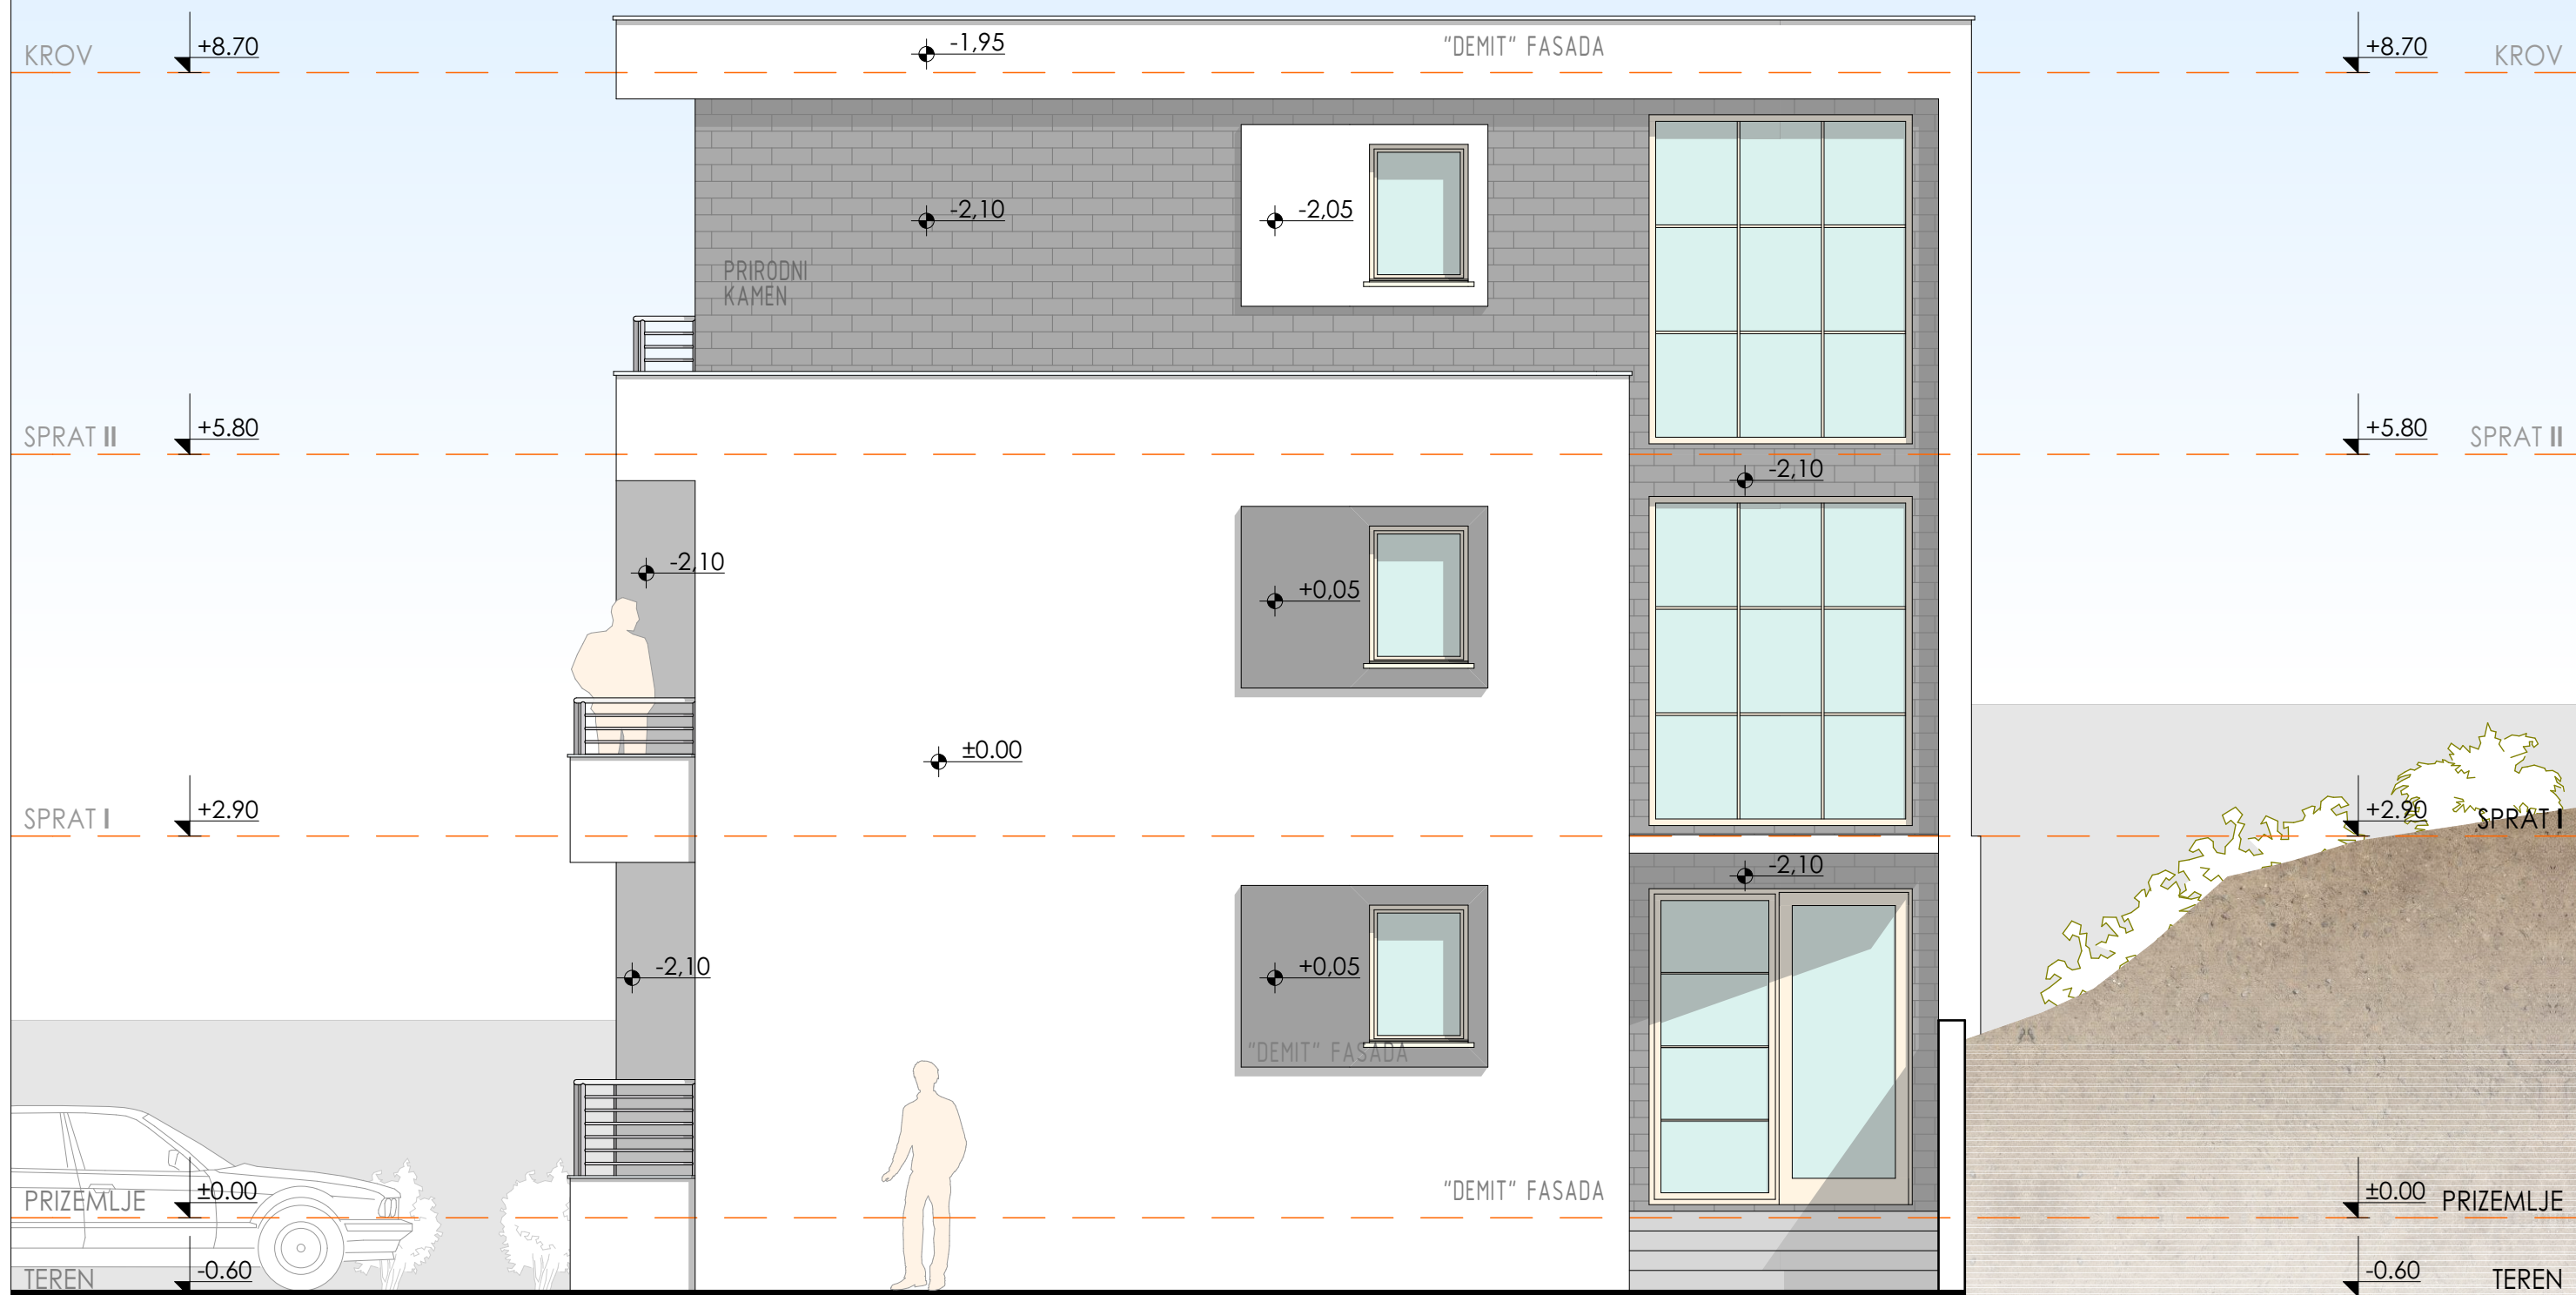 +8.70
KROV
-1,95
"DEMIT" FASADA
+8.70
KROV
-2,10
-2,05
PRIRODNI
KAMEN
SPRAT II
+5.80
+5.80
SPRAT II
-2,10
-2,10
+0,05
±0.00
SPRAT I
+2.90
+2.90
SPRAT I
-2,10
-2,10
+0,05
"DEMIT" FASADA
PRIZEMLJE
±0.00
"DEMIT" FASADA
±0.00
PRIZEMLJE
TEREN
-0.60
-0.60
TEREN